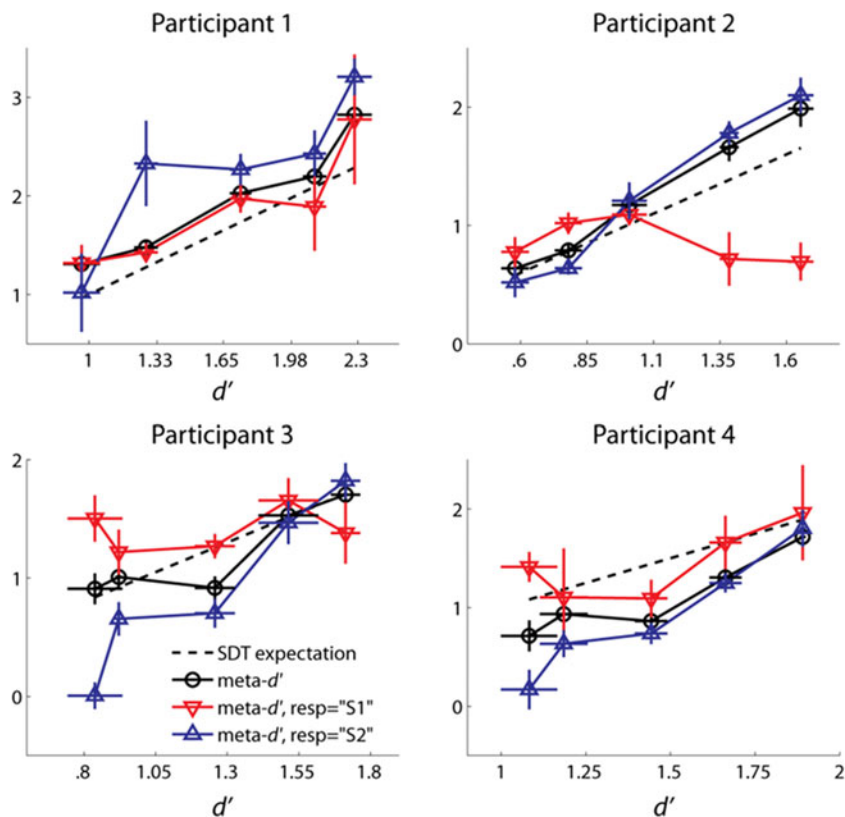 Participant 1
3
2
1
1
1.33
1.65
1.98
2.3
d′
Participant 2
2
1
0
.6
.85
1.1
1.35
1.6
d′
Participant 3
2
1
0
SDT expectation
meta-d′
meta-d′, resp="S1"
meta-d′, resp="S2"
.8
1.05
1.3
1.55
1.8
d′
Participant 4
2
1
0
1
1.25
1.5
1.75
2
d′